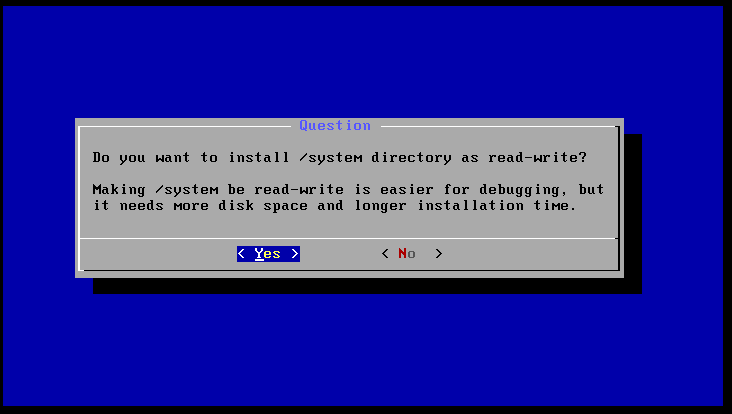 Question
Do you want to install /system directory as read-write?
Making /system be read-write is easier for debugging, but
it needs more disk space and longer installation time.
< Yes > < No >